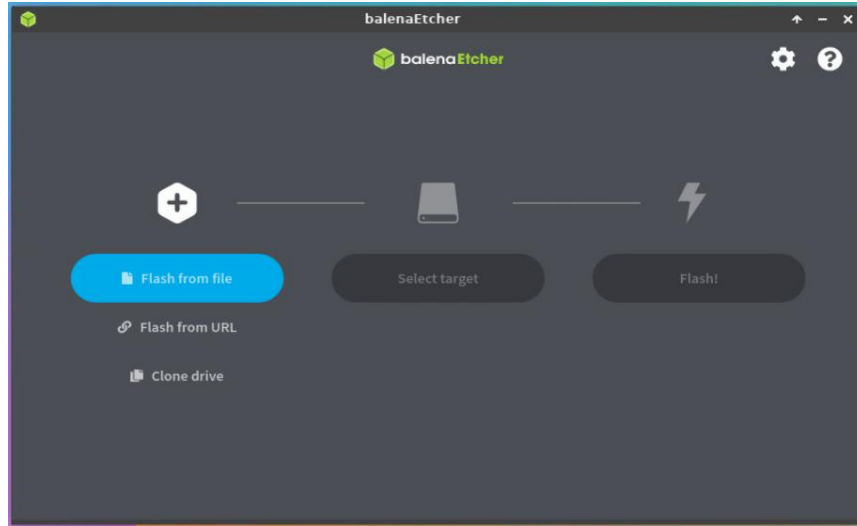 balenaEtcher
balenaEtcher
Flash from file
Select target
Flash!
Flash from URL
Clone drive